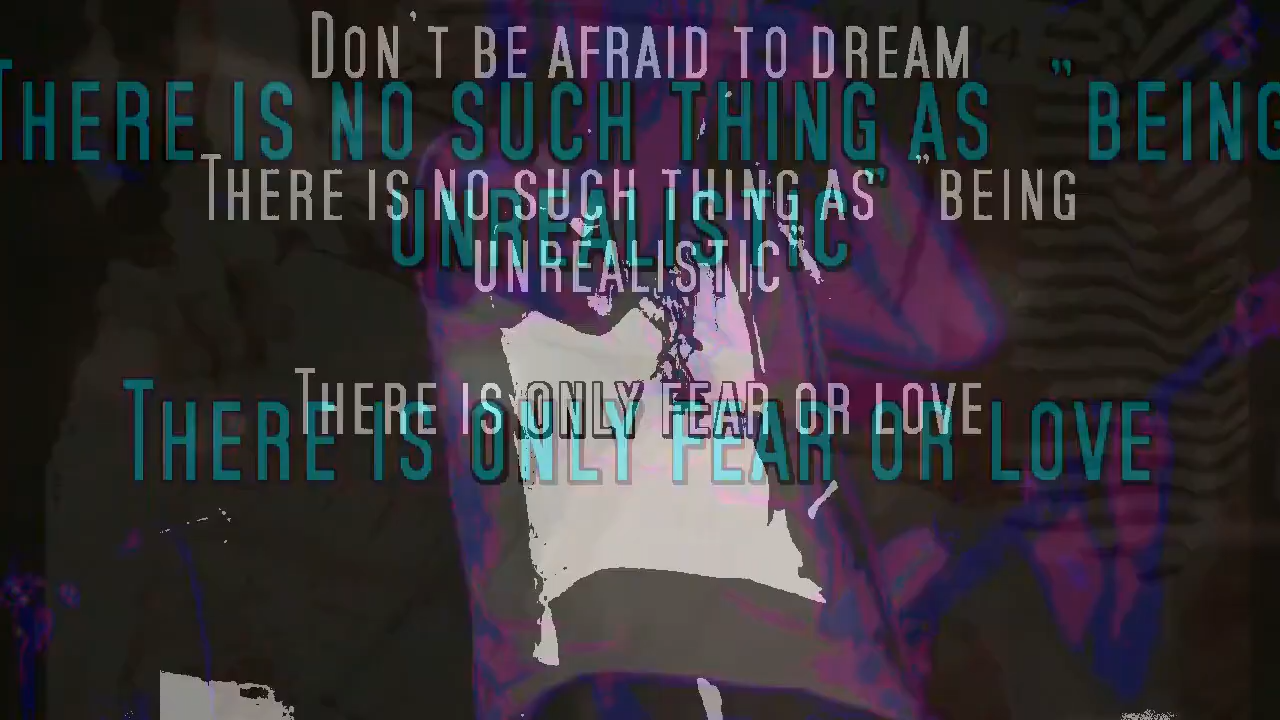 Don't be afraid to dream
There is no such thing as "being
There is no such thing as "being
unrealistic"
unrealistic"
There is only fear or love
There is only fear or love